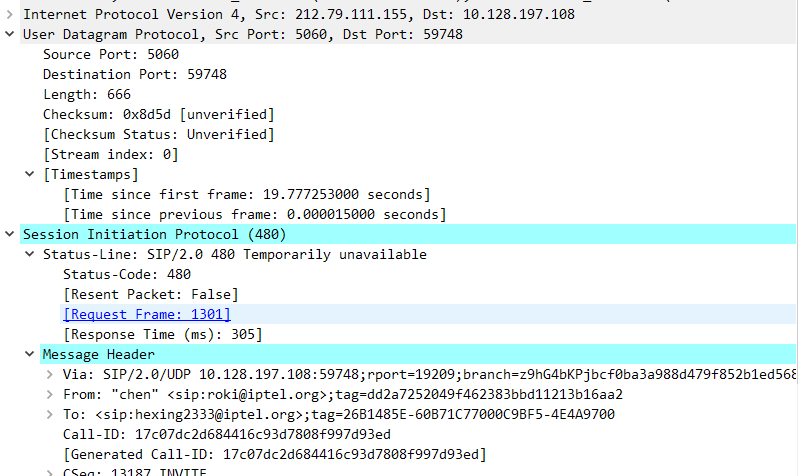 Internet Protocol Version 4, Src: 212.79.111.155, Dst: 10.128.197.108
User Datagram Protocol, Src Port: 5060, Dst Port: 59748
Source Port: 5060
Destination Port: 59748
Length: 666
Checksum: 0x8d5d [unverified]
[Checksum Status: Unverified]
[Stream index: 0]
[Timestamps]
[Time since first frame: 19.777253000 seconds]
[Time since previous frame: 0.000015000 seconds]
Session Initiation Protocol (480)
Status-Line: SIP/2.0 480 Temporarily unavailable
Status-Code: 480
[Resent Packet: False]
[Request Frame: 1301]
[Response Time (ms): 305]
Message Header
Via: SIP/2.0/UDP 10.128.197.108:59748;rport=19209;branch=z9hG4bKPjbcf0ba3a988d479f852b1ed568
From: "chen" <sip:roki@iptel.org>;tag=dd2a7252049f462383bbd11213b16aa2
To: <sip:hexing2333@iptel.org>;tag=26B1485E-60B71C77000C9BF5-4E4A9700
Call-ID: 17c07dc2d684416c93d7808f997d93ed
[Generated Call-ID: 17c07dc2d684416c93d7808f997d93ed]
CSeq: 13187 INVITE